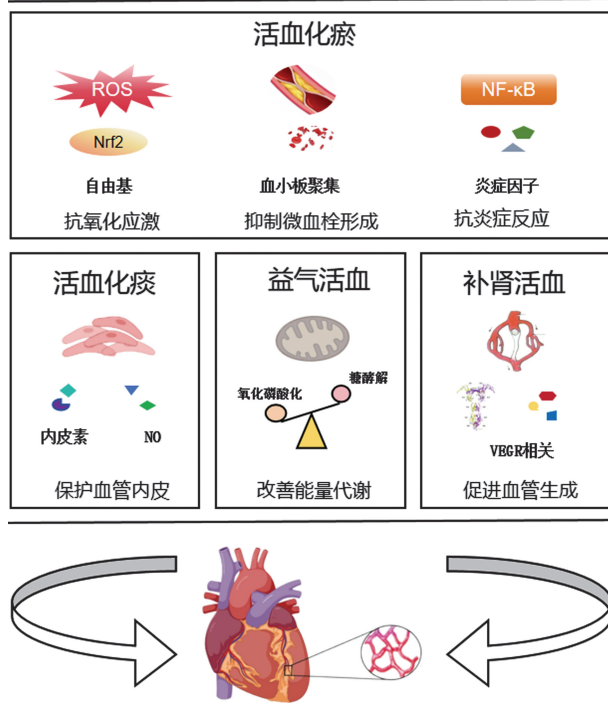 活血化瘀
ROS
NF-κB
Nrf2
自由基
血小板聚集
炎症因子
抗氧化应激
抑制微血栓形成
抗炎症反应
活血化痰
益气活血
补肾活血
氧化磷酸化
糖酵解
内皮素
NO
VEGR相关
保护血管内皮
改善能量代谢
促进血管生成